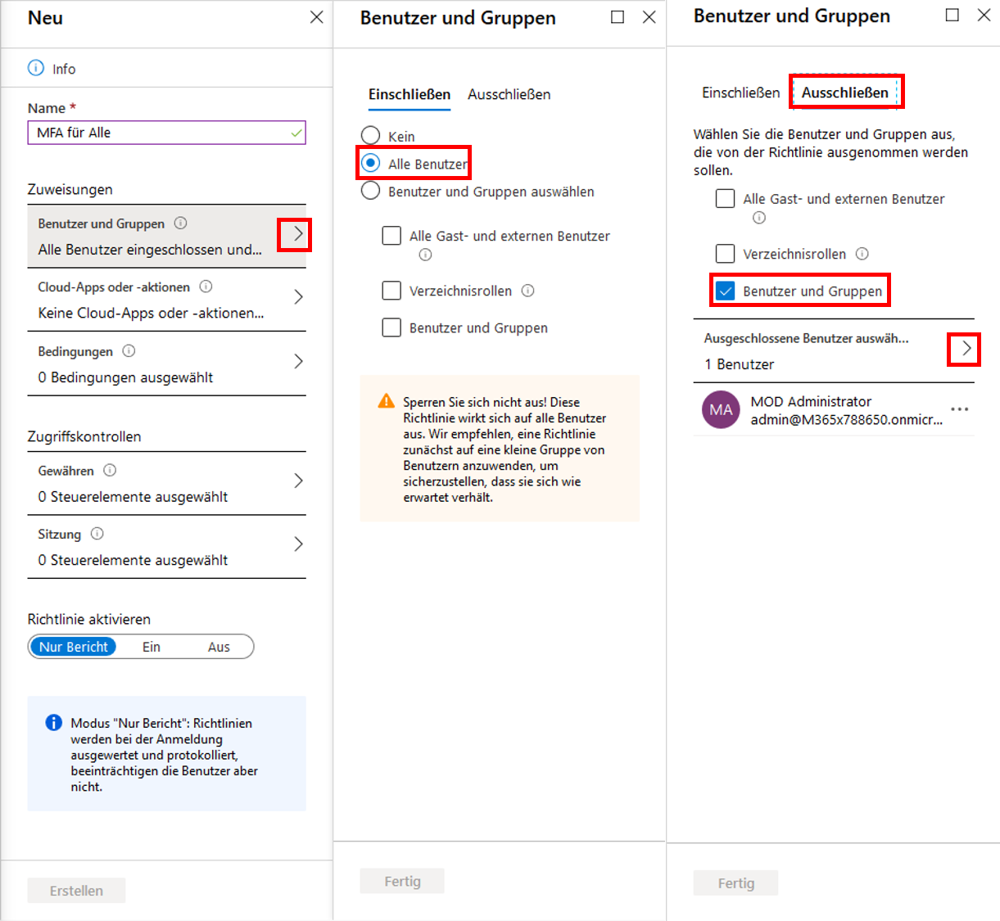 Neu
Info
Name *
MFA für Alle
Zuweisungen
Benutzer und Gruppen
Alle Benutzer eingeschlossen und...
Cloud-Apps oder -aktionen
Keine Cloud-Apps oder -aktionen...
Bedingungen
0 Bedingungen ausgewählt
Zugriffskontrollen
Gewähren
0 Steuerelemente ausgewählt
Sitzung
0 Steuerelemente ausgewählt
Richtlinie aktivieren
Nur Bericht Ein Aus
Modus "Nur Bericht": Richtlinien
werden bei der Anmeldung
ausgewertet und protokolliert,
beeinträchtigen die Benutzer aber
nicht.
Erstellen
Benutzer und Gruppen
Einschließen Ausschließen
Kein
Alle Benutzer
Benutzer und Gruppen auswählen
Alle Gast- und externen Benutzer
Verzeichnisrollen
Benutzer und Gruppen
Sperren Sie sich nicht aus! Diese
Richtlinie wirkt sich auf alle Benutzer
aus. Wir empfehlen, eine Richtlinie
zunächst auf eine kleine Gruppe von
Benutzern anzuwenden, um
sicherzustellen, dass sie sich wie
erwartet verhält.
Fertig
Benutzer und Gruppen
Einschließen Ausschließen
Wählen Sie die Benutzer und Gruppen aus,
die von der Richtlinie ausgenommen werden
sollen.
Alle Gast- und externen Benutzer
Verzeichnisrollen
Benutzer und Gruppen
Ausgeschlossene Benutzer auswäh...
1 Benutzer
MA
MOD Administrator
admin@M365x788650.onmicr...
Fertig